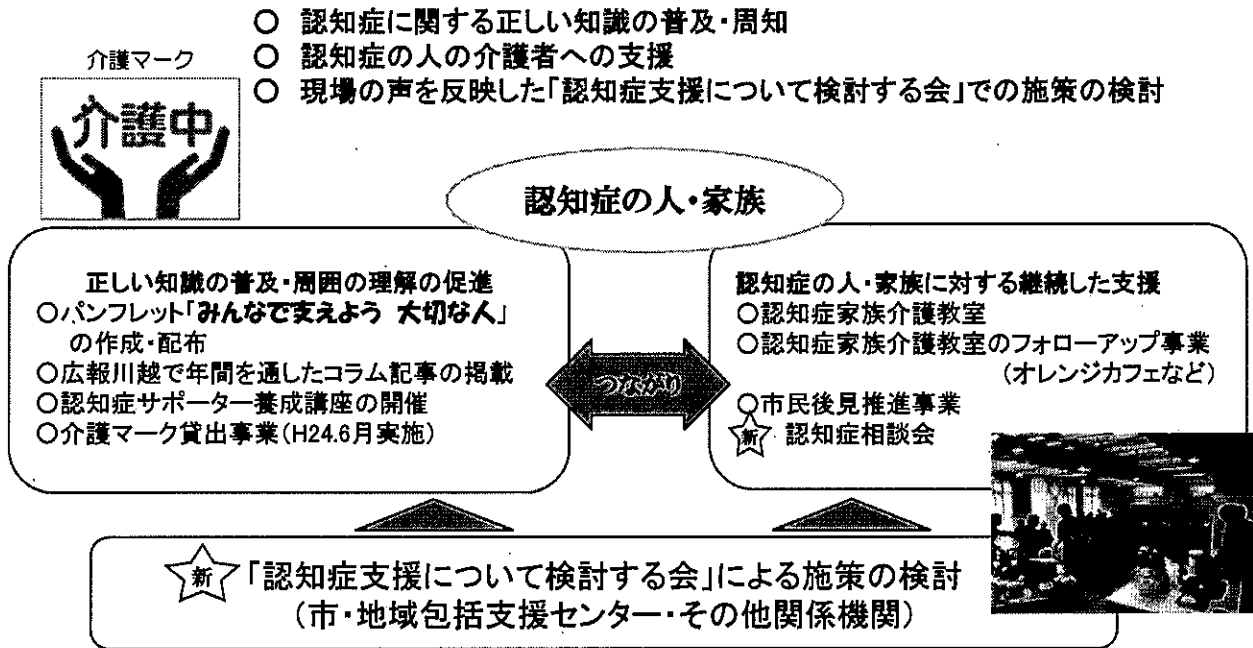 ○ 認知症に関する正しい知識の普及・周知
○ 認知症の人の介護者への支援
○ 現場の声を反映した「認知症支援について検討する会」での施策の検討
介護マーク
介護中
認知症の人・家族
正しい知識の普及・周囲の理解の促進
○パンフレット「みんなで支えよう 大切な人」
の作成・配布
○広報川越で年間を通したコラム記事の掲載
○認知症サポーター養成講座の開催
○介護マーク貸出事業(H24.6月実施)
つながり
認知症の人・家族に対する継続した支援
○認知症家族介護教室
○認知症家族介護教室のフォローアップ事業
(オレンジカフェなど)
○市民後見推進事業
新 認知症相談会
新 「認知症支援について検討する会」による施策の検討
(市・地域包括支援センター・その他関係機関)